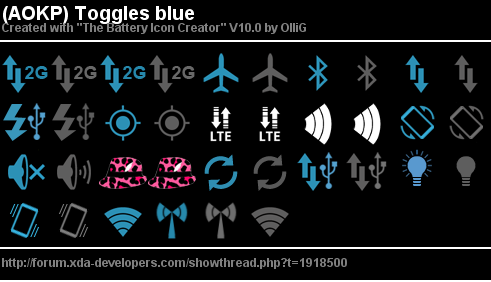 (AOKP) Toggles blue
Created with "The Battery Icon Creator" V10.0 by OlliG
2G 2G 2G 2G
LTE LTE
http://forum.xda-developers.com/showthread.php?t=1918500